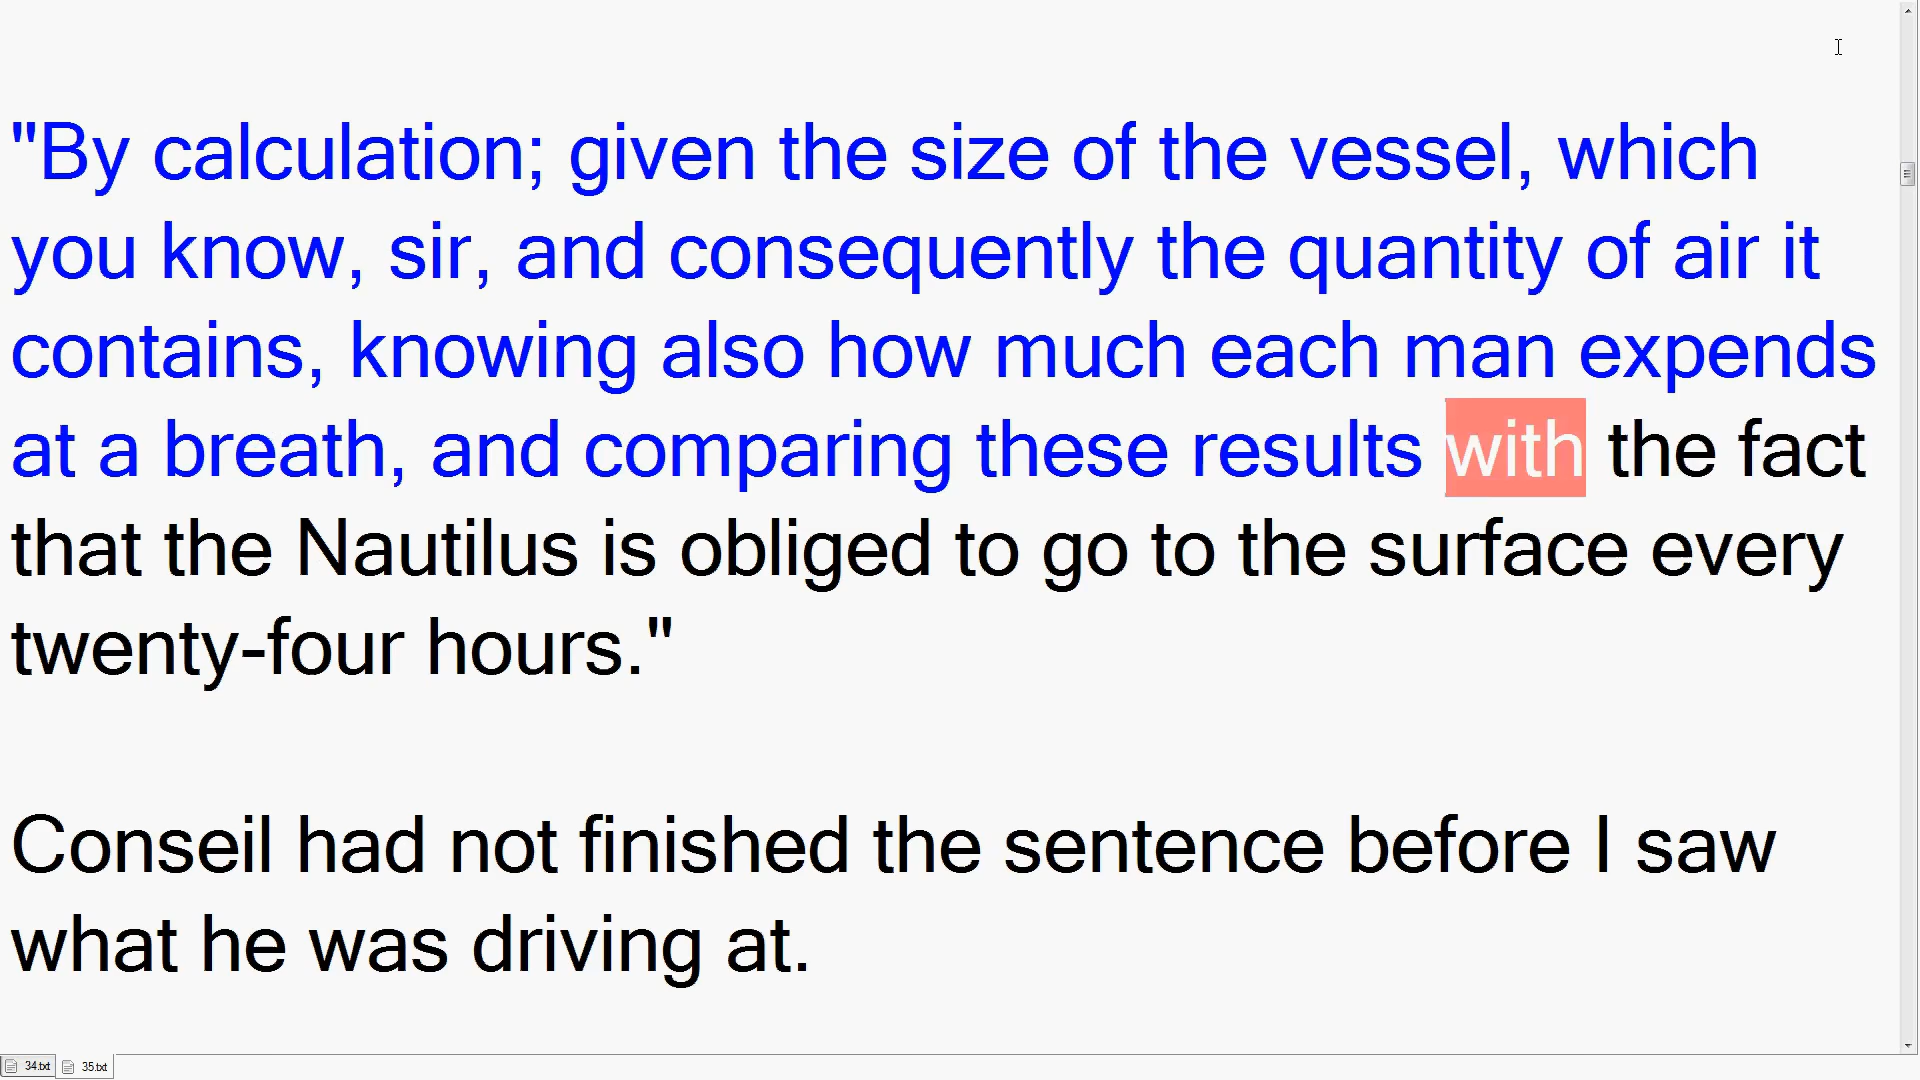 "By calculation; given the size of the vessel, which
you know, sir, and consequently the quantity of air it
contains, knowing also how much each man expends
at a breath, and comparing these results with the fact
that the Nautilus is obliged to go to the surface every
twenty-four hours."
Conseil had not finished the sentence before I saw
what he was driving at.
34.txt 35.txt